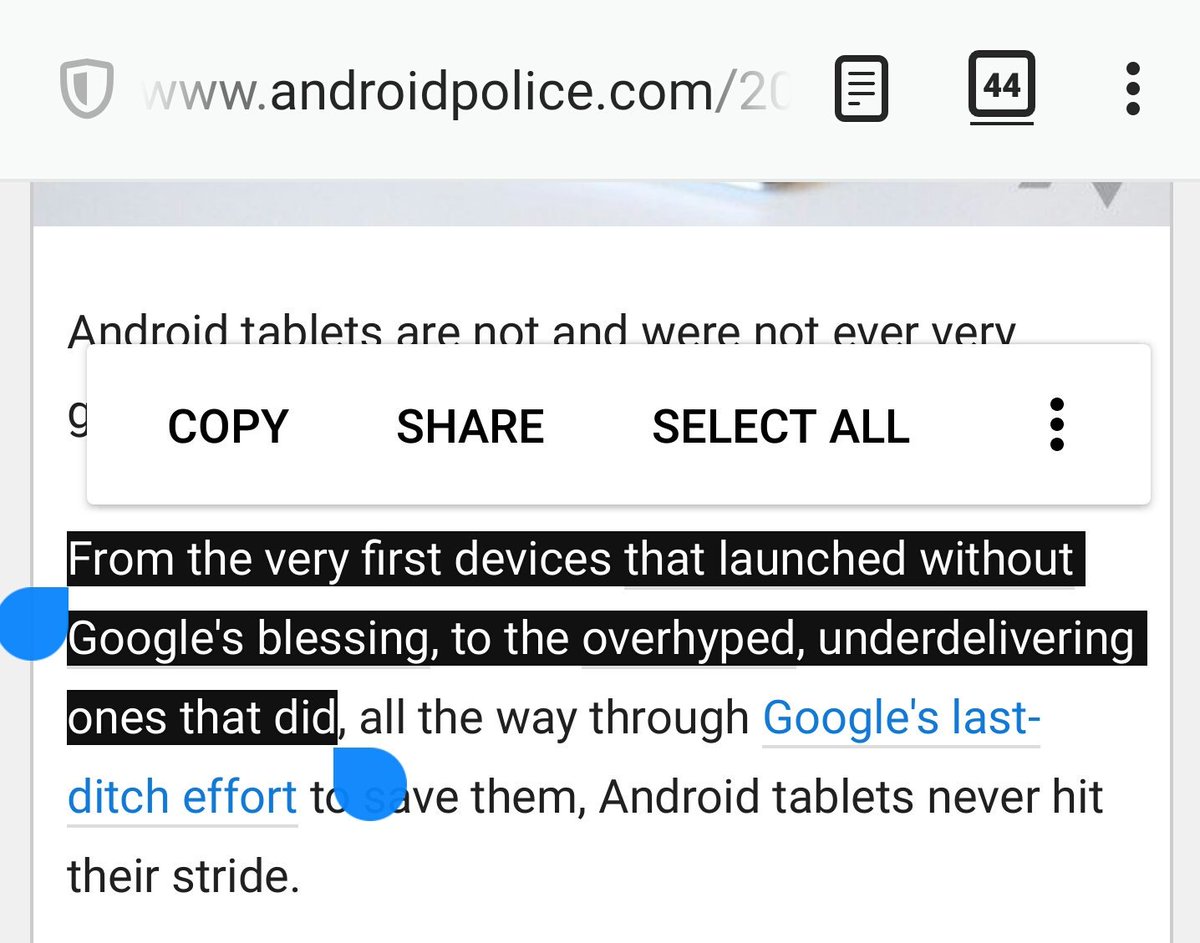 www.androidpolice.com/20
44
Android tablets are not and were not ever very
g
COPY SHARE SELECT ALL
From the very first devices that launched without
Google's blessing, to the overhyped, underdelivering
ones that did, all the way through Google's last-
ditch effort to save them, Android tablets never hit
their stride.